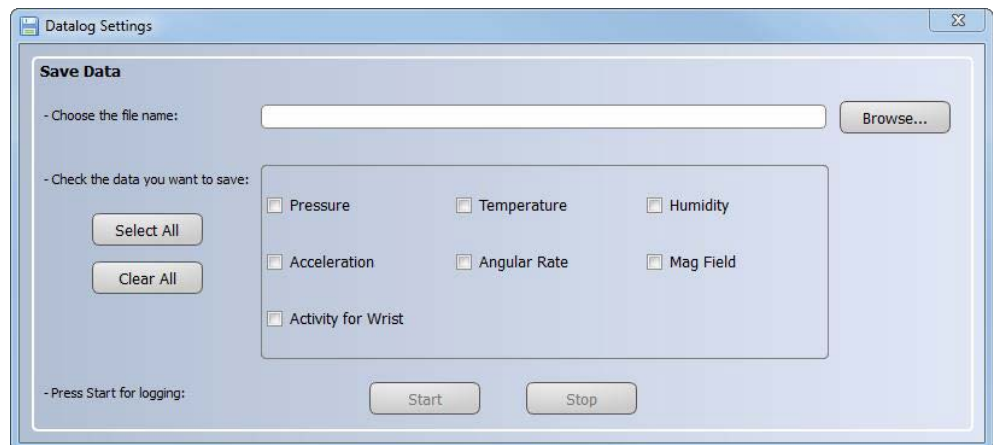 Datalog Settings
Save Data
- Choose the file name:
Browse...
- Check the data you want to save:
Pressure
Temperature
Humidity
Select All
Acceleration
Angular Rate
Mag Field
Clear All
Activity for Wrist
- Press Start for logging:
Start
Stop